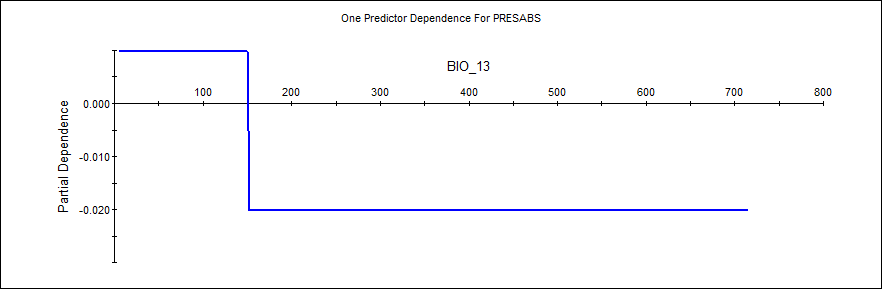 One Predictor Dependence For PRESABS
BIO_13
100 200 300 400 500 600 700 800
0.000
-0.010
-0.020
Partial Dependence